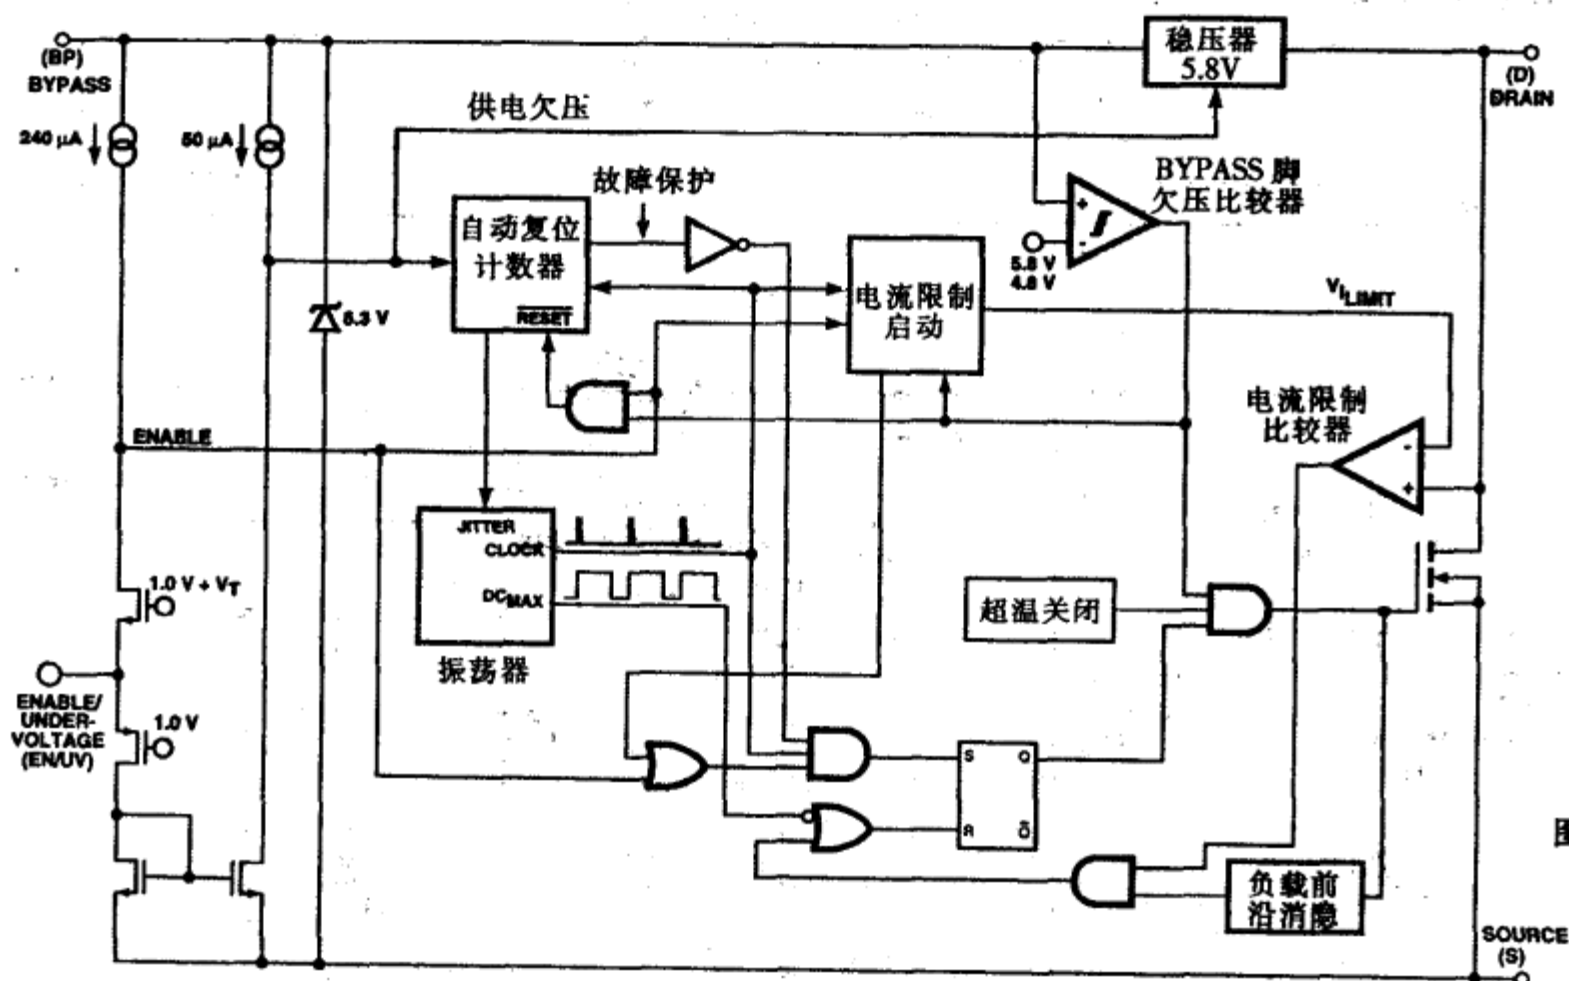 (BP)
BYPASS
240 μA
50 μA
供电欠压
稳压器
5.8V
(D)
DRAIN
故障保护
自动复位
计数器
RESET
BYPASS 脚
欠压比较器
5.8 V
4.8 V
电流限制
启动
VILIMIT
6.3 V
电流限制
比较器
ENABLE
JITTER
CLOCK
DCMAX
振荡器
1.0 V + VT
超温关闭
ENABLE/
UNDER-
VOLTAGE
(EN/UV)
1.0 V
S
Q
R
Q̄
负载前
沿消隐
SOURCE
(S)